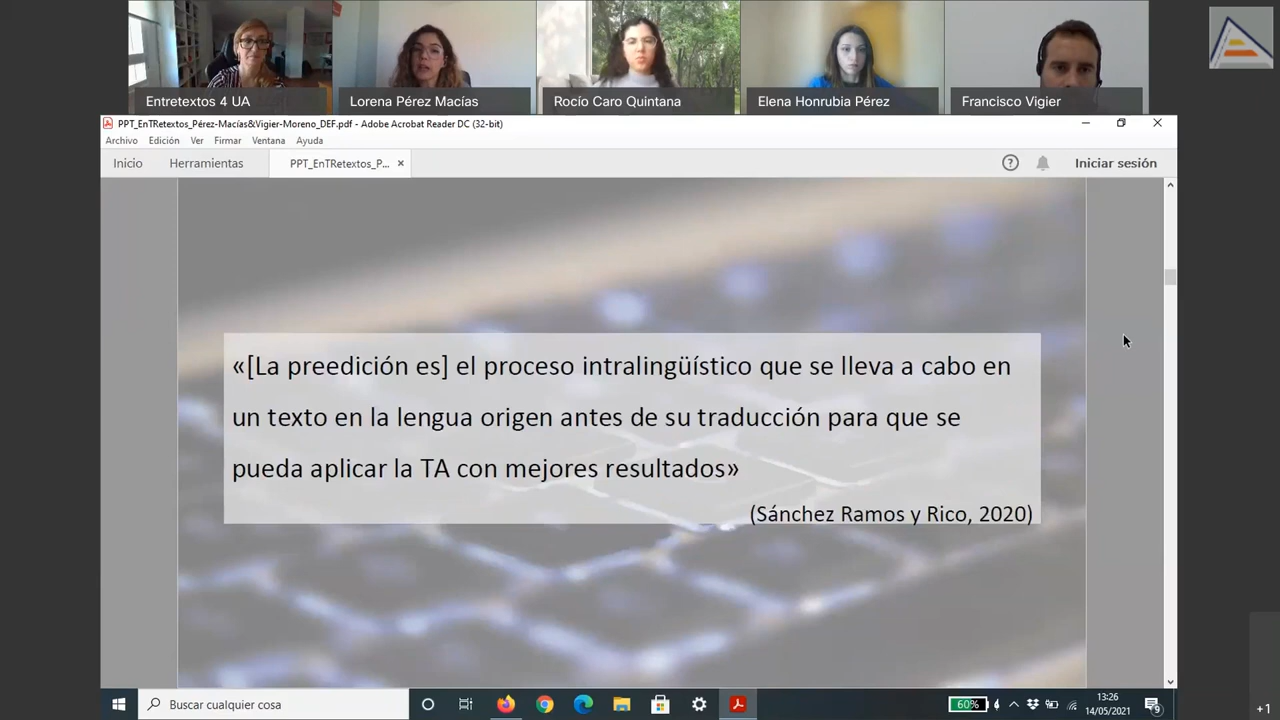 Entretextos 4 UA
Lorena Pérez Macías
Rocío Caro Quintana
Elena Honrubia Pérez
Francisco Vigier
PPT_EnTRetextos_Pérez-Macías&Vigier-Moreno_DEF.pdf - Adobe Acrobat Reader DC (32-bit)
Archivo Edición Ver Firmar Ventana Ayuda
Inicio Herramientas PPT_EnTRetextos_P... × Iniciar sesión
«[La preedición es] el proceso intralingüístico que se lleva a cabo en
un texto en la lengua origen antes de su traducción para que se
pueda aplicar la TA con mejores resultados»
(Sánchez Ramos y Rico, 2020)
Buscar cualquier cosa
60%
13:26
14/05/2021
9
+1